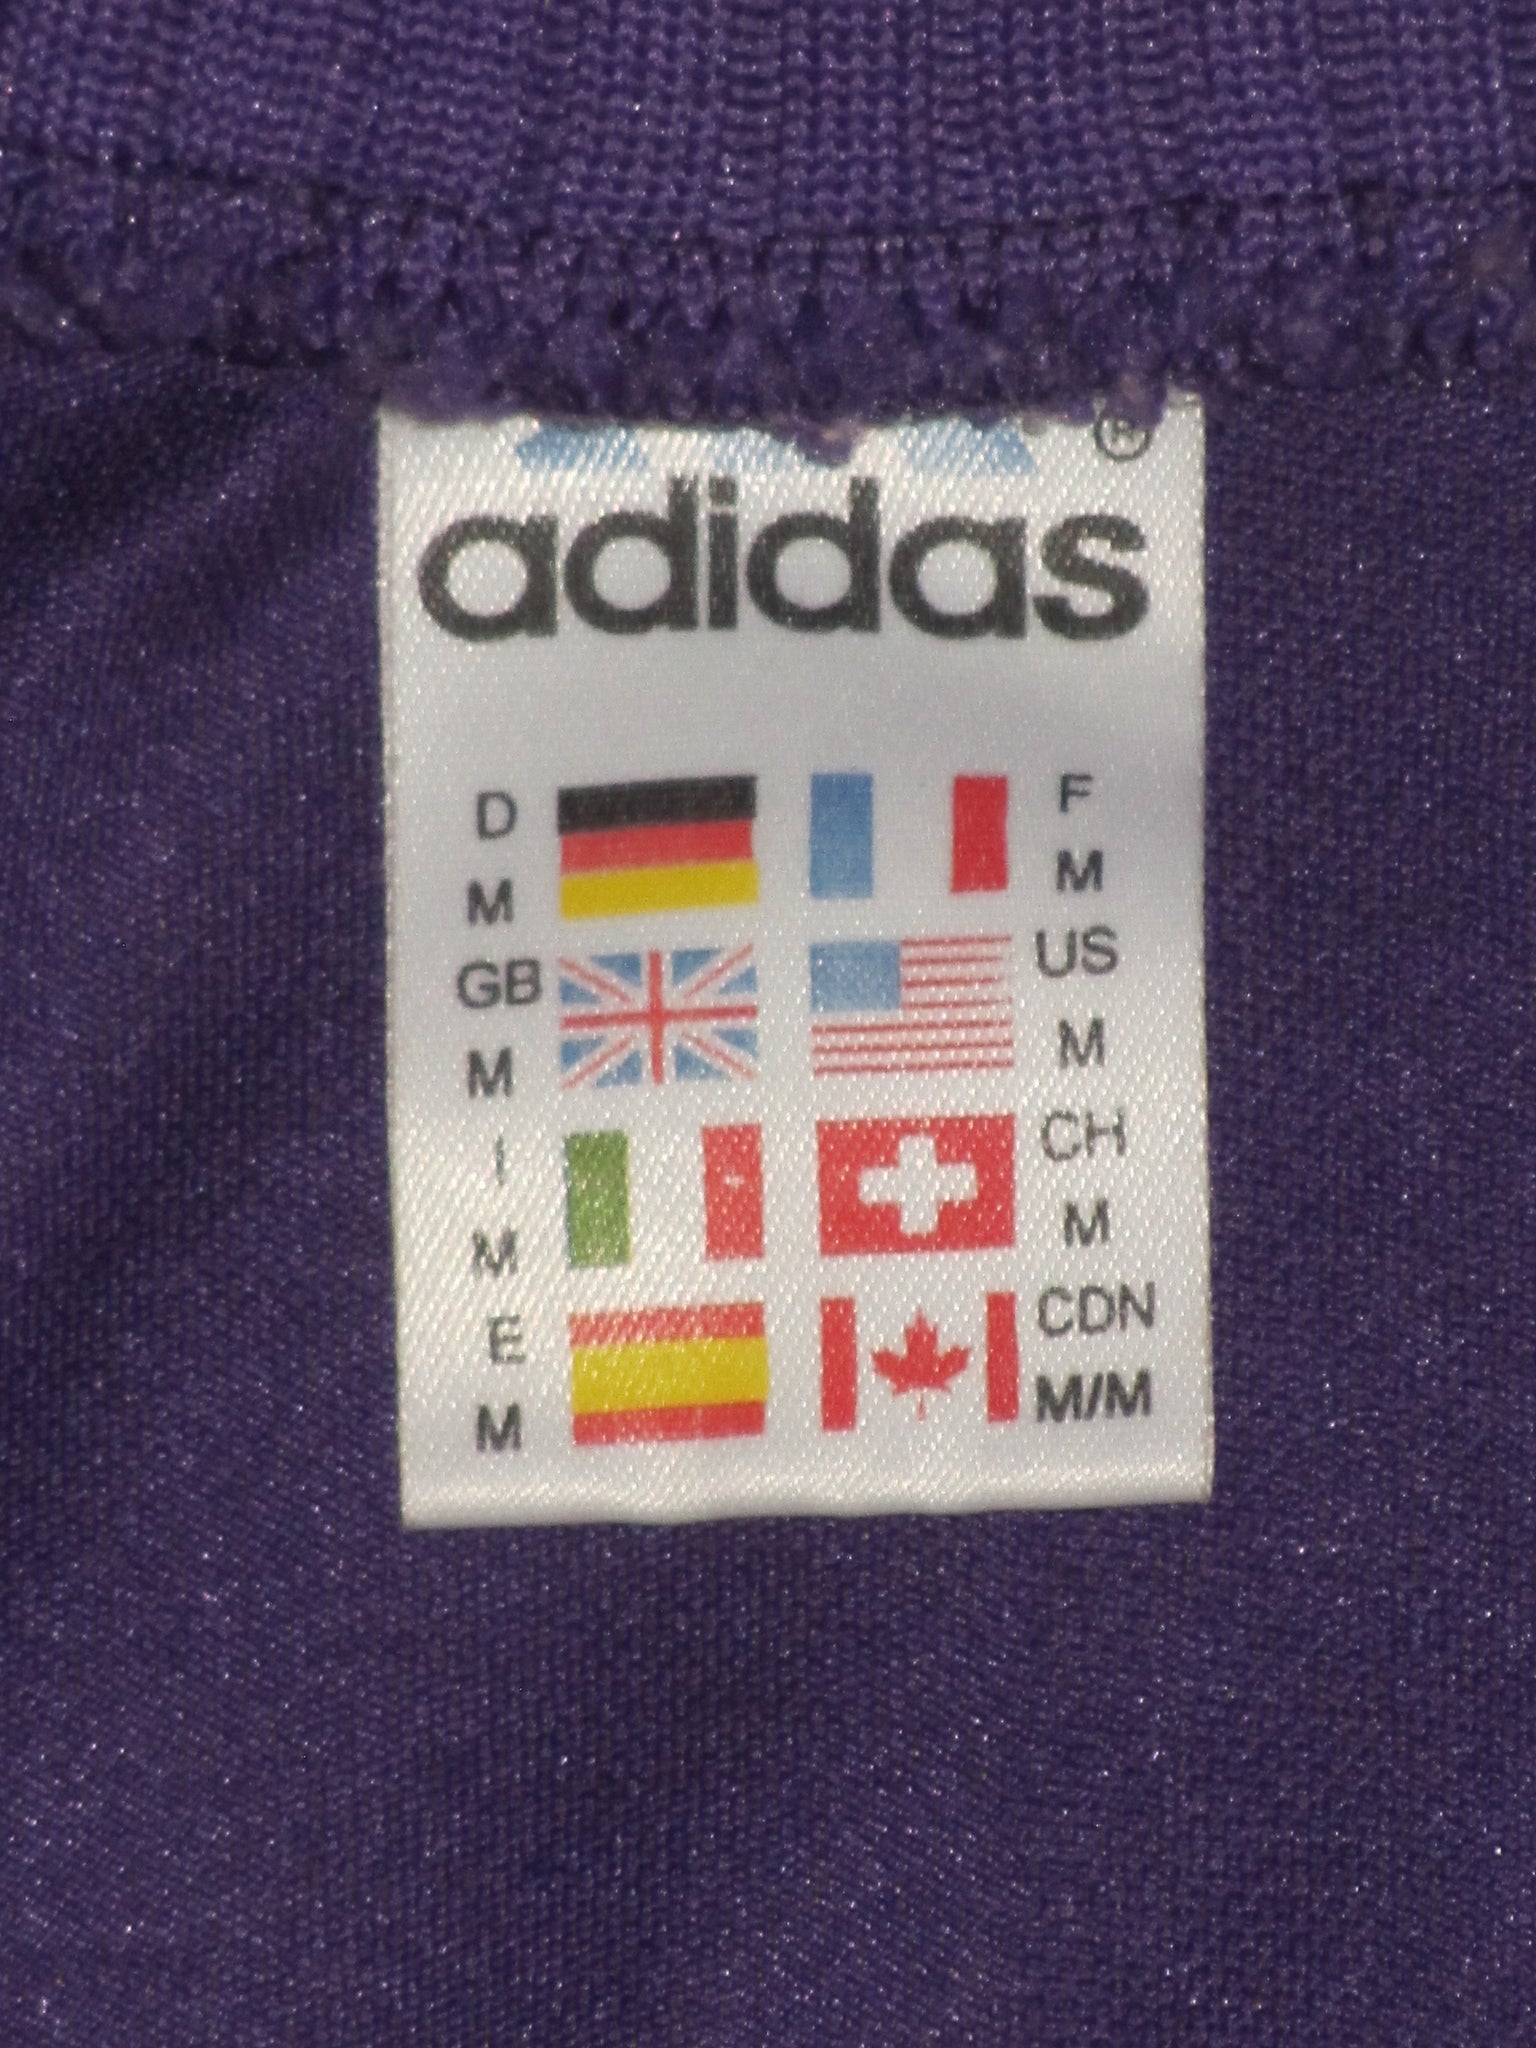 ®
adidas
D F
M M
GB US
M M
I CH
M M
E CDN
M M/M